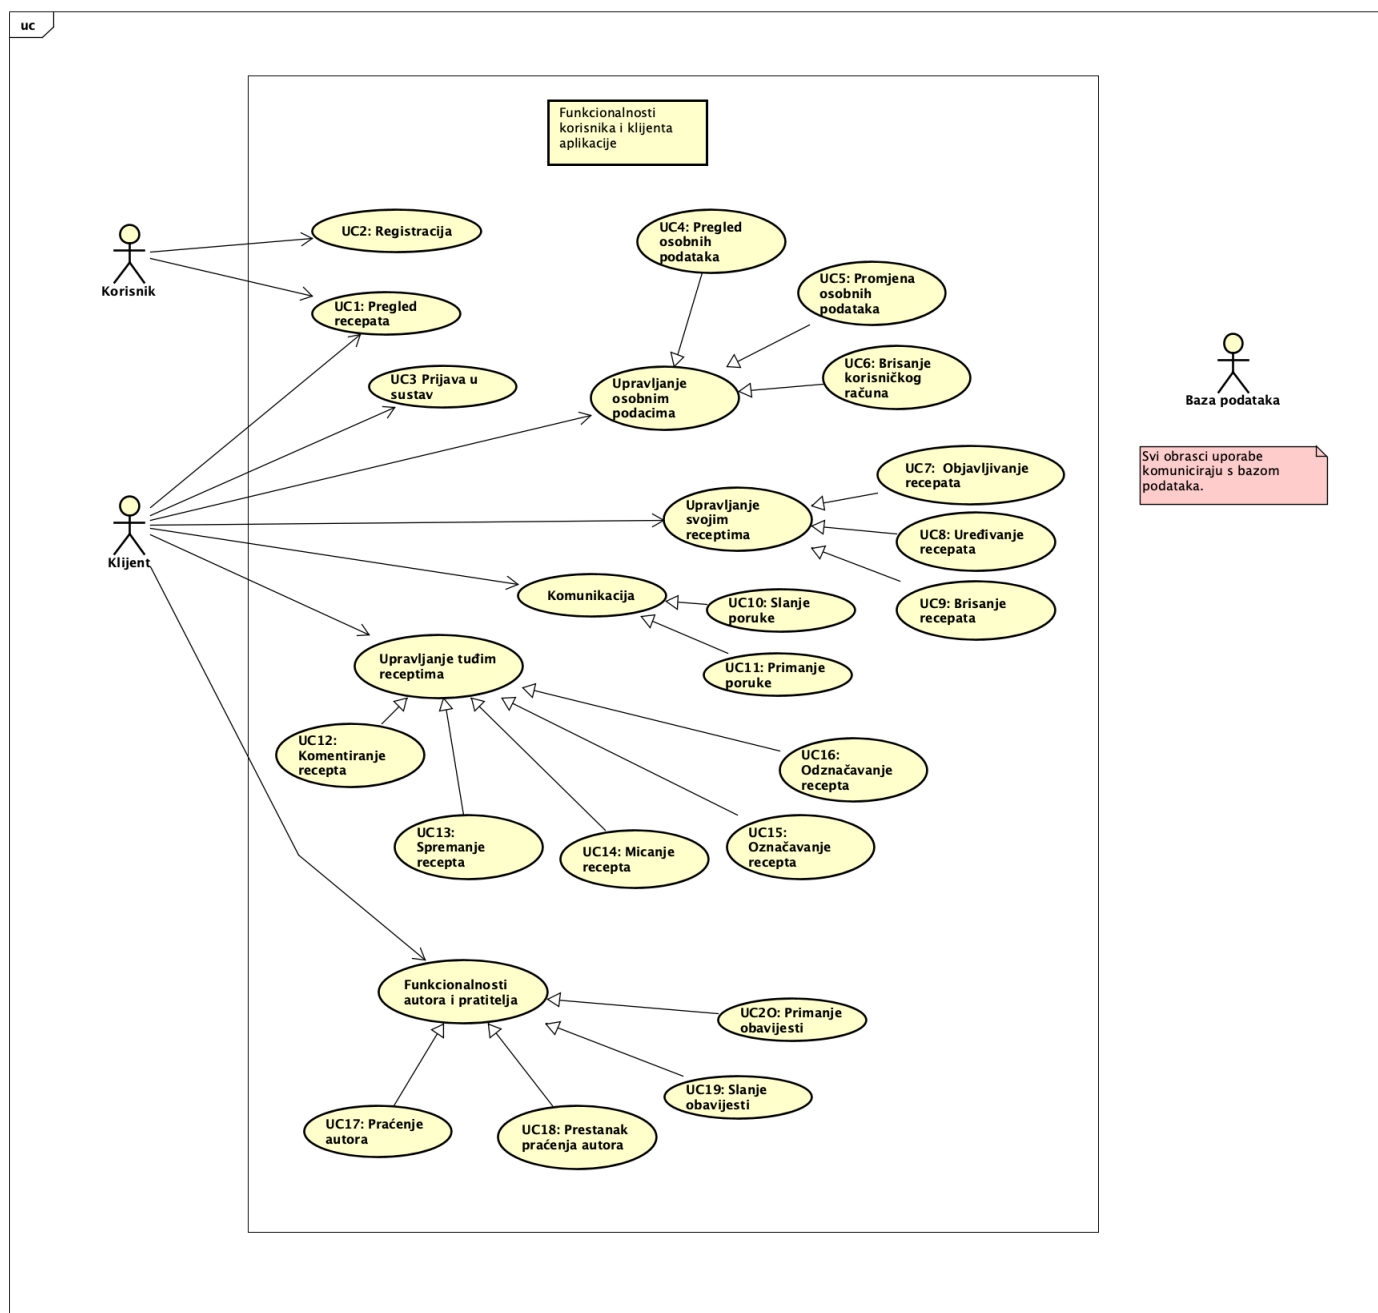 uc
Funkcionalnosti
korisnika i klijenta
aplikacije
Korisnik
UC2: Registracija
UC1: Pregled
recepata
UC3 Prijava u
sustav
UC4: Pregled
osobnih
podataka
UC5: Promjena
osobnih
podataka
UC6: Brisanje
korisničkog
računa
Upravljanje
osobnim
podacima
Baza podataka
Svi obrasci uporabe
komuniciraju s bazom
podataka.
UC7:  Objavljivanje
recepata
Upravljanje
svojim
receptima
UC8: Uređivanje
recepata
UC9: Brisanje
recepata
Klijent
Komunikacija
UC10: Slanje
poruke
UC11: Primanje
poruke
Upravljanje tuđim
receptima
UC12:
Komentiranje
recepta
UC13:
Spremanje
recepta
UC14: Micanje
recepta
UC15:
Označavanje
recepta
UC16:
Odznačavanje
recepta
Funkcionalnosti
autora i pratitelja
UC2O: Primanje
obavijesti
UC19: Slanje
obavijesti
UC17: Praćenje
autora
UC18: Prestanak
praćenja autora